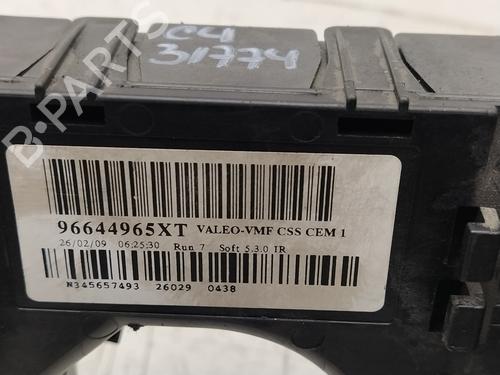 C4
31774
B-PARTS
96644965XT VALEO-VMF CSS CEM 1
26/02/09 06:25:30 Run 7 Soft 5.3.0 IR
N345657493 26029 0438